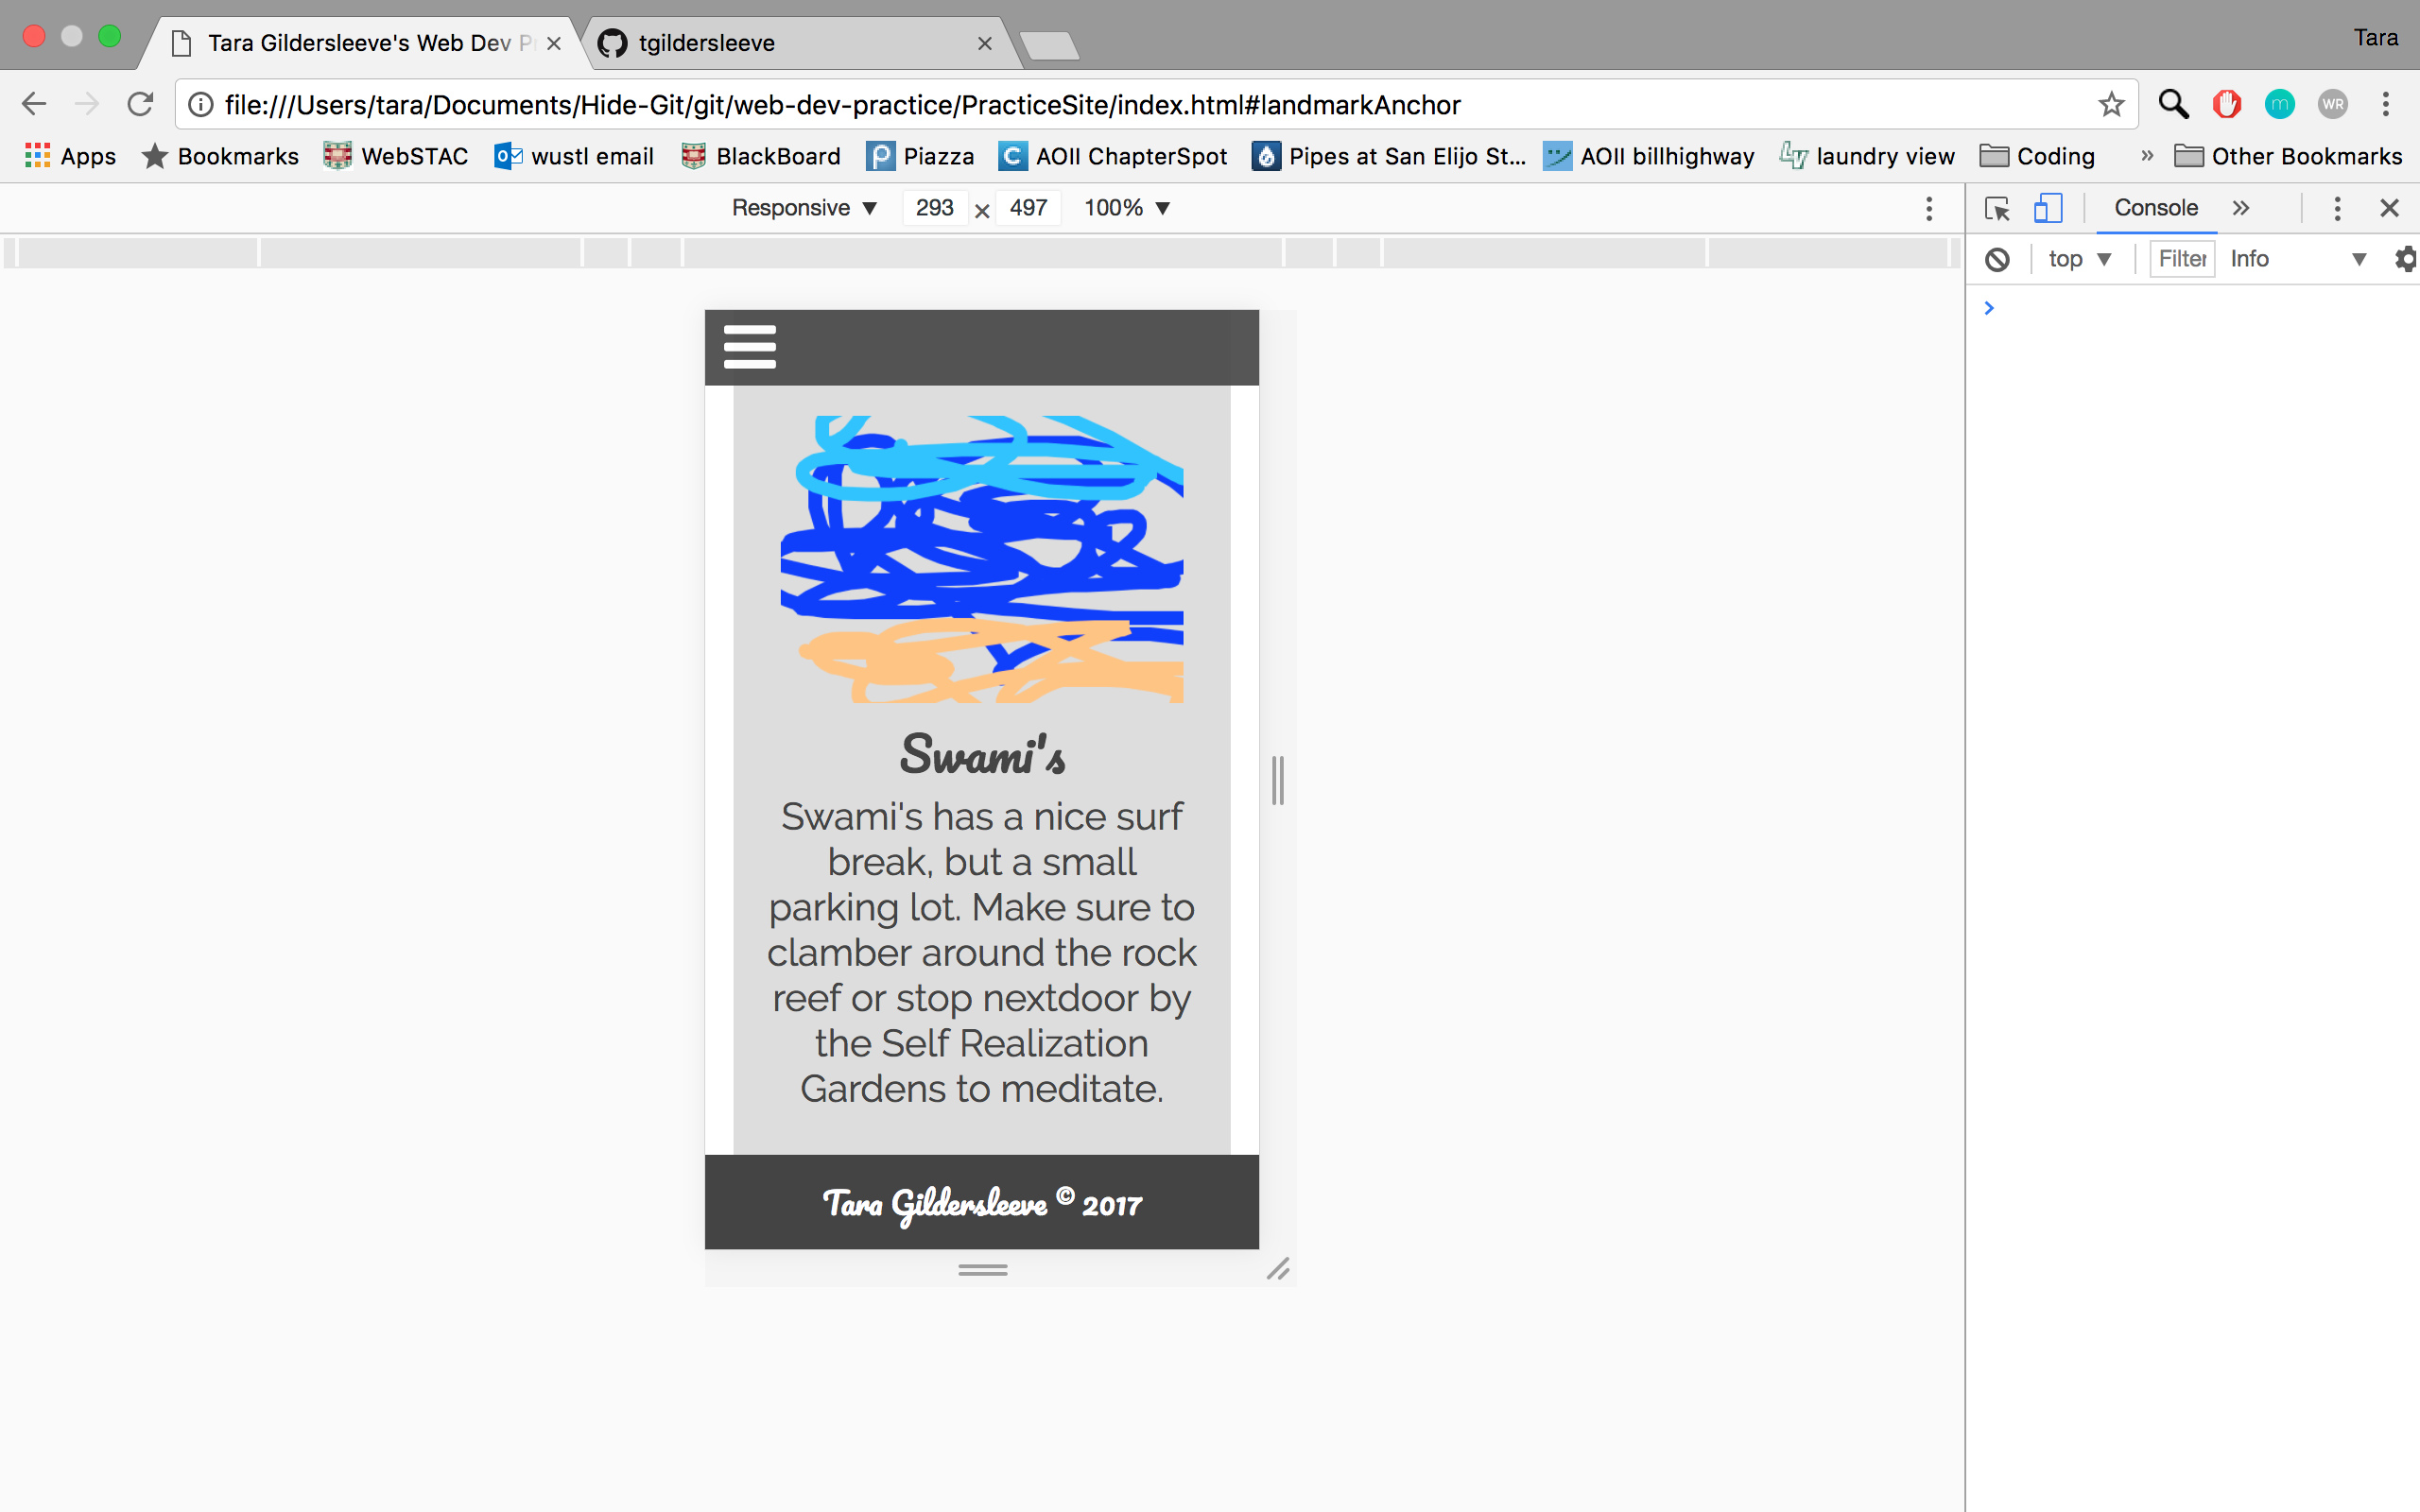 Tara Gildersleeve's Web Dev P
tgildersleeve
Tara
file:///Users/tara/Documents/Hide-Git/git/web-dev-practice/PracticeSite/index.html#landmarkAnchor
m
WR
Apps Bookmarks WebSTAC wustl email BlackBoard Piazza AOII ChapterSpot Pipes at San Elijo St... AOII billhighway laundry view Coding » Other Bookmarks
Responsive ▼ 293 × 497 100% ▼
Console »
top ▼ Filter Info ▼
Swami's
Swami's has a nice surf
break, but a small
parking lot. Make sure to
clamber around the rock
reef or stop nextdoor by
the Self Realization
Gardens to meditate.
Tara Gildersleeve © 2017